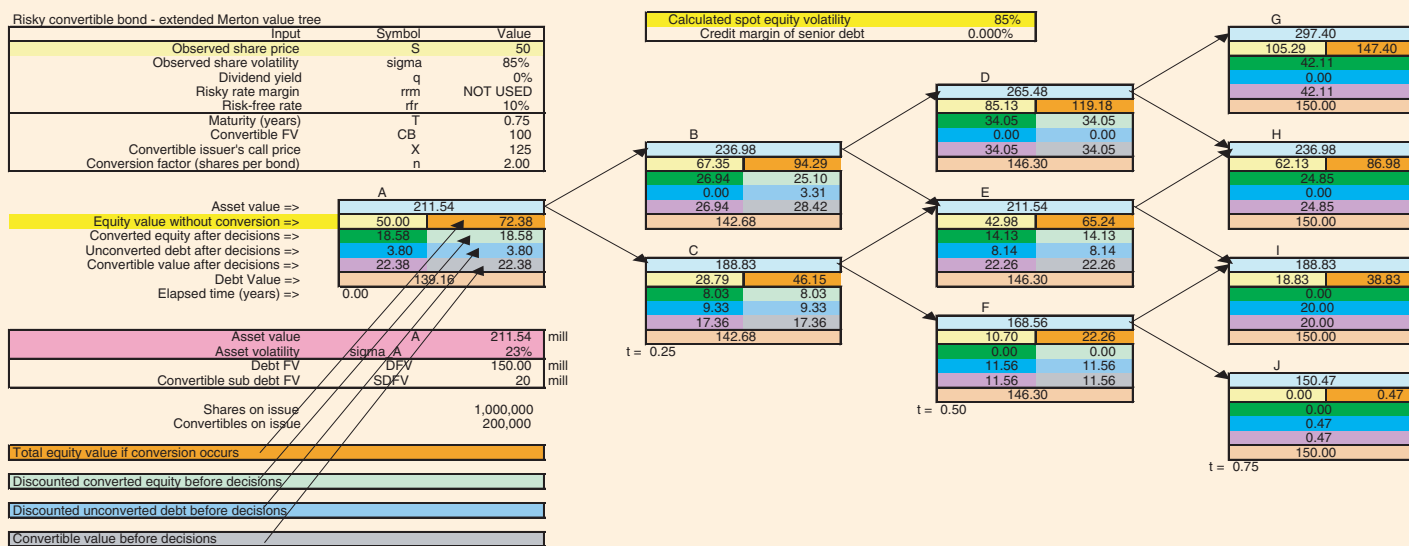 Risky convertible bond - extended Merton value tree
Input Symbol Value
Observed share price S 50
Observed share volatility sigma 85%
Dividend yield q 0%
Risky rate margin rrm NOT USED
Risk-free rate rfr 10%
Maturity (years) T 0.75
Convertible FV CB 100
Convertible issuer's call price X 125
Conversion factor (shares per bond) n 2.00
Calculated spot equity volatility 85%
Credit margin of senior debt 0.000%
A
Asset value => 211.54
Equity value without conversion => 50.00 72.38
Converted equity after decisions => 18.58 18.58
Unconverted debt after decisions => 3.80 3.80
Convertible value after decisions => 22.38 22.38
Debt Value => 139.16
Elapsed time (years) => 0.00
B
236.98
67.35 94.29
26.94 25.10
0.00 3.31
26.94 28.42
142.68
C
188.83
28.79 46.15
8.03 8.03
9.33 9.33
17.36 17.36
142.68
t = 0.25
D
265.48
85.13 119.18
34.05 34.05
0.00 0.00
34.05 34.05
146.30
E
211.54
42.98 65.24
14.13 14.13
8.14 8.14
22.26 22.26
146.30
F
168.56
10.70 22.26
0.00 0.00
11.56 11.56
11.56 11.56
146.30
t = 0.50
G
297.40
105.29 147.40
42.11
0.00
42.11
150.00
H
236.98
62.13 86.98
24.85
0.00
24.85
150.00
I
188.83
18.83 38.83
0.00
20.00
20.00
150.00
J
150.47
0.00 0.47
0.00
0.47
0.47
150.00
t = 0.75
Asset value A 211.54 mill
Asset volatility sigma_A 23%
Debt FV DFV 150.00 mill
Convertible sub debt FV SDFV 20 mill
Shares on issue 1,000,000
Convertibles on issue 200,000
Total equity value if conversion occurs
Discounted converted equity before decisions
Discounted unconverted debt before decisions
Convertible value before decisions